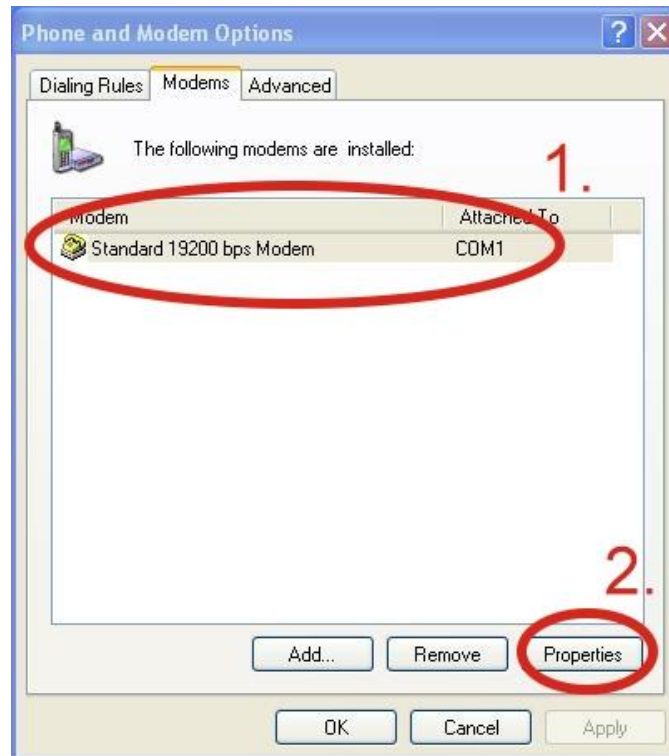 Phone and Modem Options
Dialing Rules Modems Advanced
The following modems are installed:
1.
Modem Attached To
Standard 19200 bps Modem COM1
2.
Add... Remove Properties
OK Cancel Apply